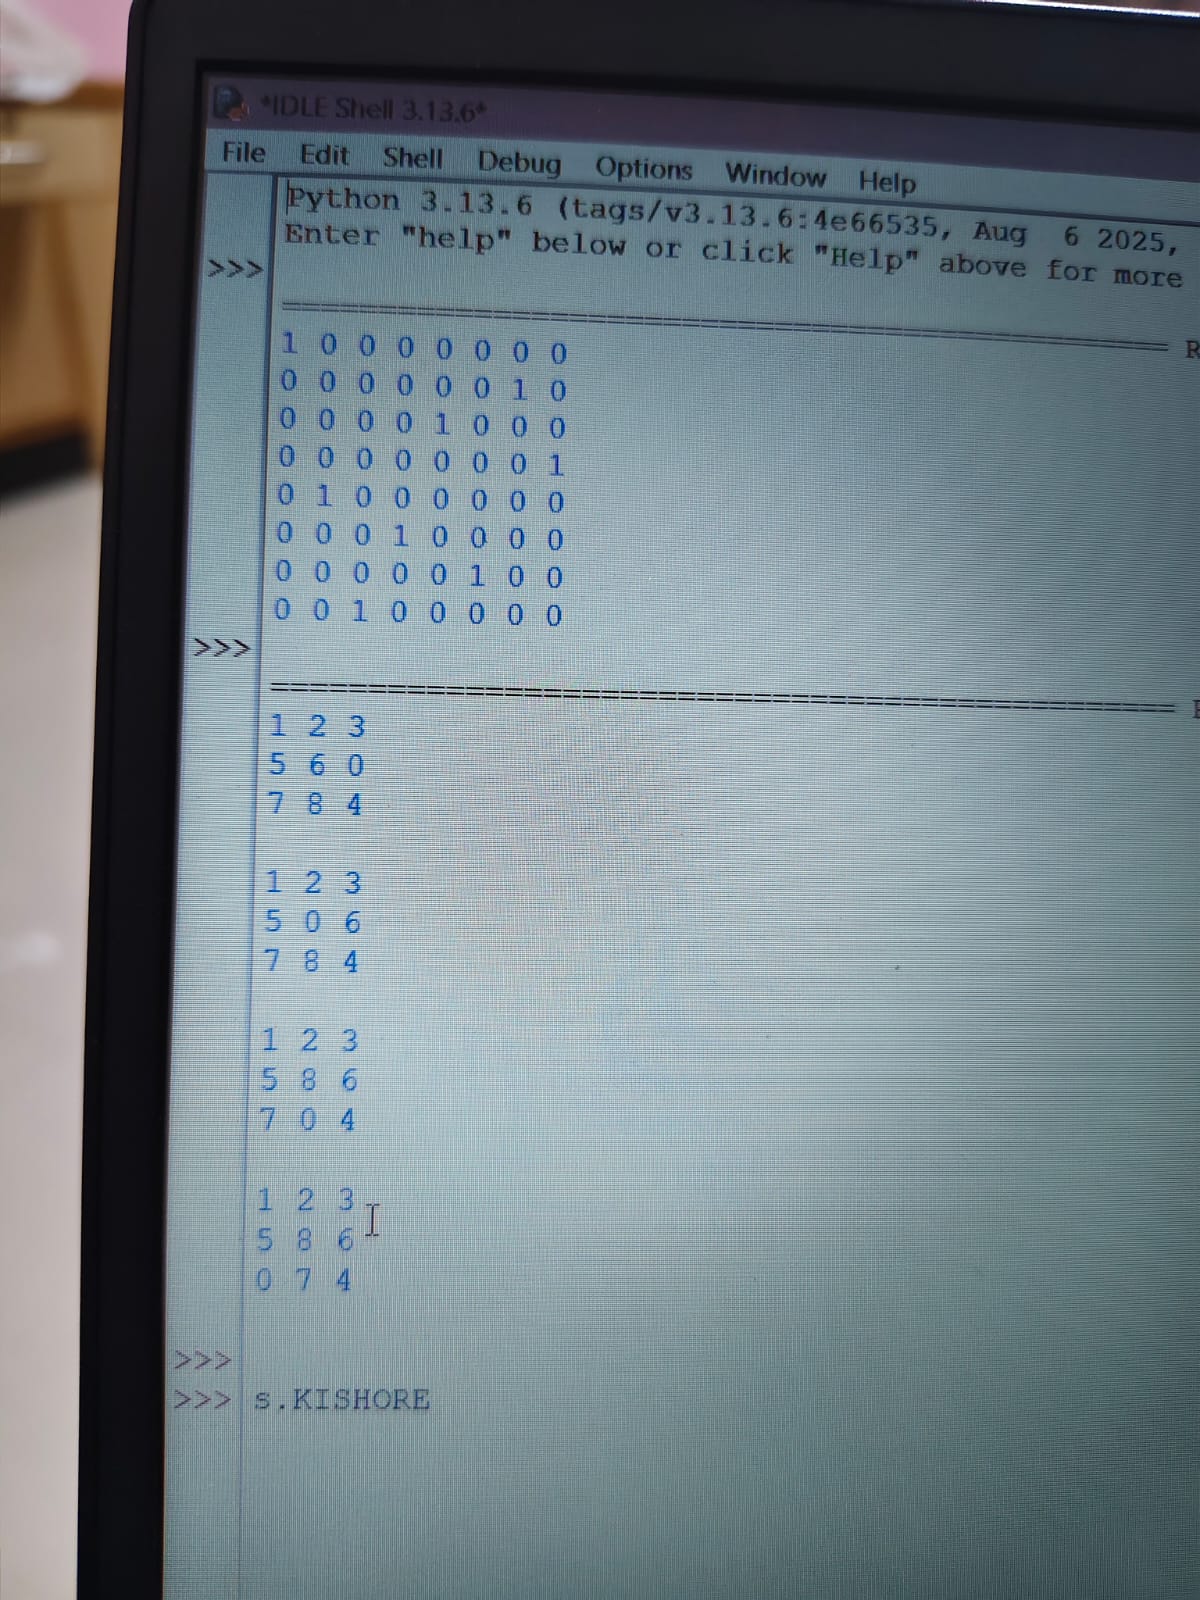 *IDLE Shell 3.13.6*
File Edit Shell Debug Options Window Help
Python 3.13.6 (tags/v3.13.6:4e66535, Aug  6 2025,
Enter "help" below or click "Help" above for more
>>>
1 0 0 0 0 0 0 0
0 0 0 0 0 0 1 0
0 0 0 0 1 0 0 0
0 0 0 0 0 0 0 1
0 1 0 0 0 0 0 0
0 0 0 1 0 0 0 0
0 0 0 0 0 1 0 0
0 0 1 0 0 0 0 0
>>>
1 2 3
5 6 0
7 8 4
1 2 3
5 0 6
7 8 4
1 2 3
5 8 6
7 0 4
1 2 3
5 8 6
0 7 4
>>>
>>> s.KISHORE